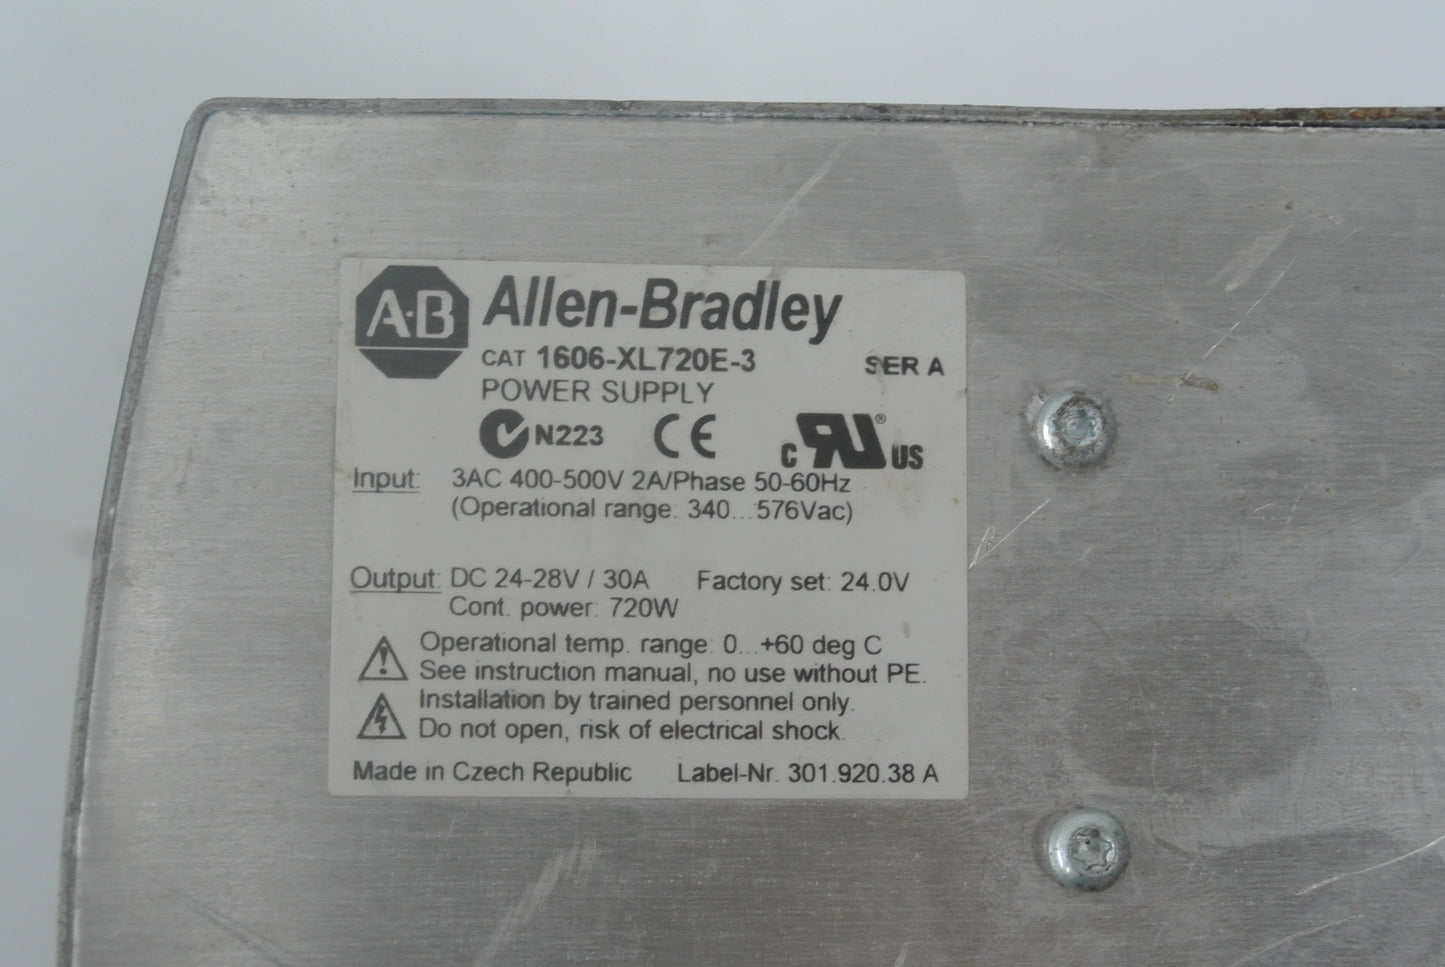 A·B Allen-Bradley
CAT 1606-XL720E-3 SER A
POWER SUPPLY
N223 CE c RU ® US
Input: 3AC 400-500V 2A/Phase 50-60Hz
(Operational range: 340...576Vac)
Output: DC 24-28V / 30A Factory set: 24.0V
Cont. power: 720W
Operational temp. range: 0...+60 deg C
See instruction manual, no use without PE.
Installation by trained personnel only.
Do not open, risk of electrical shock.
Made in Czech Republic Label-Nr. 301.920.38 A